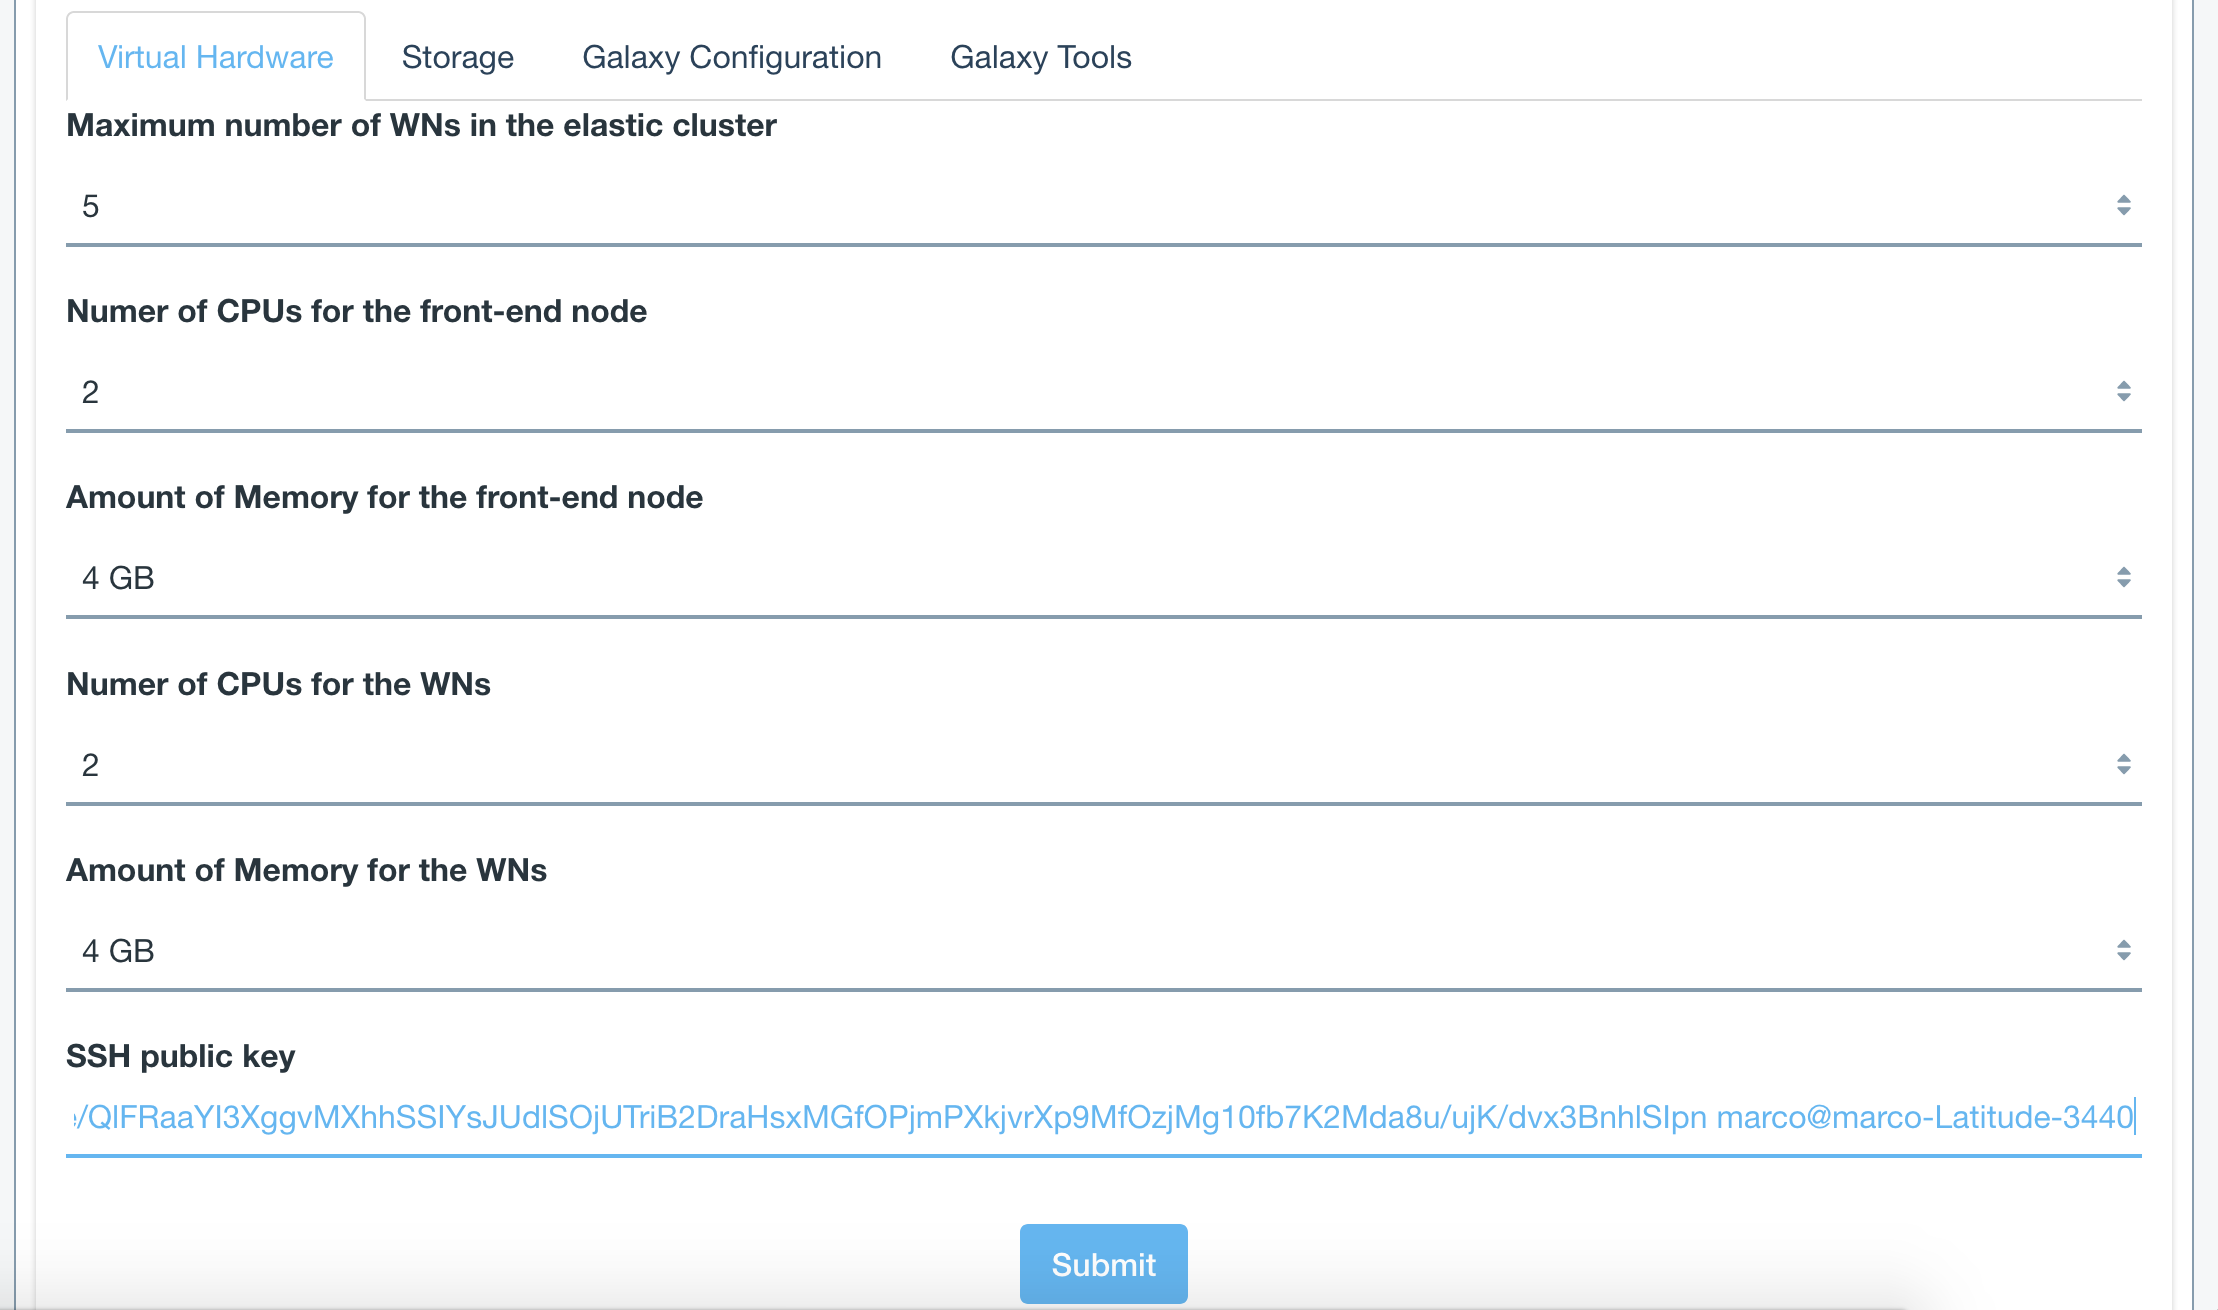 Virtual Hardware Storage Galaxy Configuration Galaxy Tools
Maximum number of WNs in the elastic cluster
5
Numer of CPUs for the front-end node
2
Amount of Memory for the front-end node
4 GB
Numer of CPUs for the WNs
2
Amount of Memory for the WNs
4 GB
SSH public key
/QIFRaaYI3XggvMXhhSSIYsJUdlSOjUTriB2DraHsxMGfOPjmPXkjvrXp9MfOzjMg10fb7K2Mda8u/ujK/dvx3BnhlSIpn marco@marco-Latitude-3440
Submit